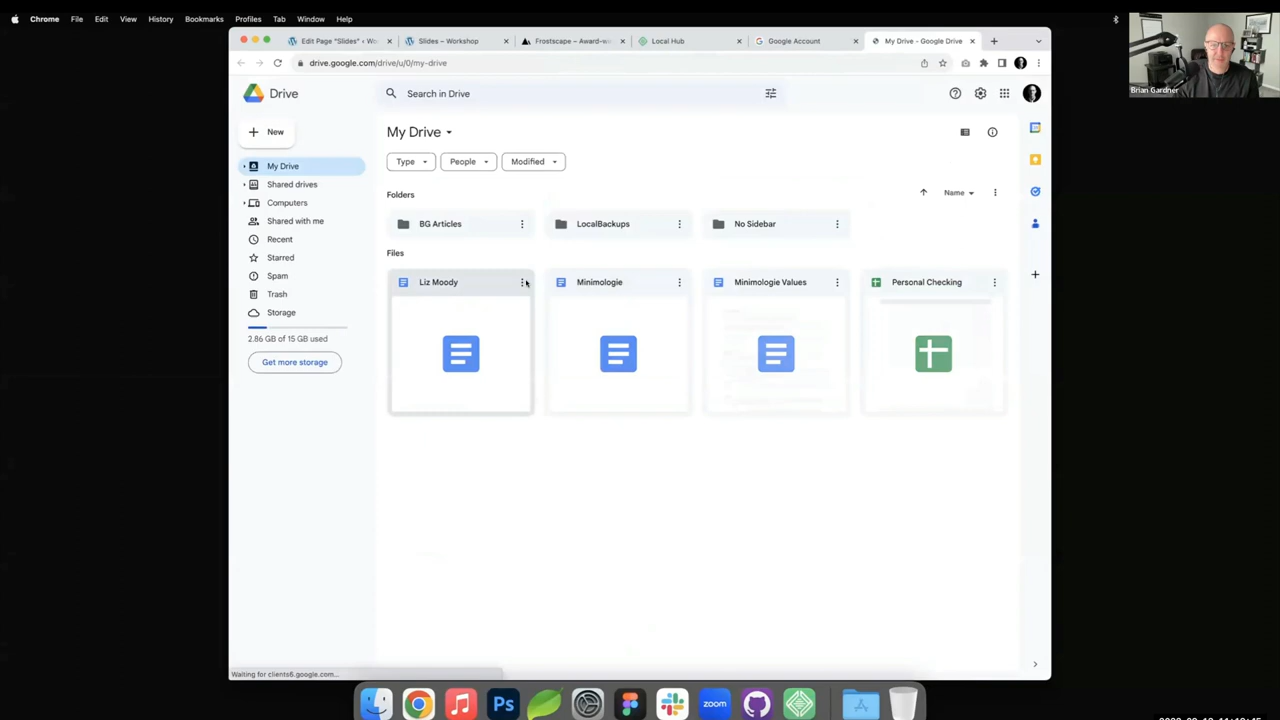 Chrome File Edit View History Bookmarks Profiles Tab Window Help
Edit Page "Slides" ‹ Wo
Slides – Workshop
Frostscape – Award-w
Local Hub
Google Account
My Drive – Google Drive
drive.google.com/drive/u/0/my-drive
Brian Gardner
Drive
Search in Drive
New
My Drive
Shared drives
Computers
Shared with me
Recent
Starred
Spam
Trash
Storage
2.86 GB of 15 GB used
Get more storage
My Drive
Type
People
Modified
Folders
Name
BG Articles
LocalBackups
No Sidebar
Files
Liz Moody
Minimologie
Minimologie Values
Personal Checking
Waiting for clients6.google.com...
Ps
zoom